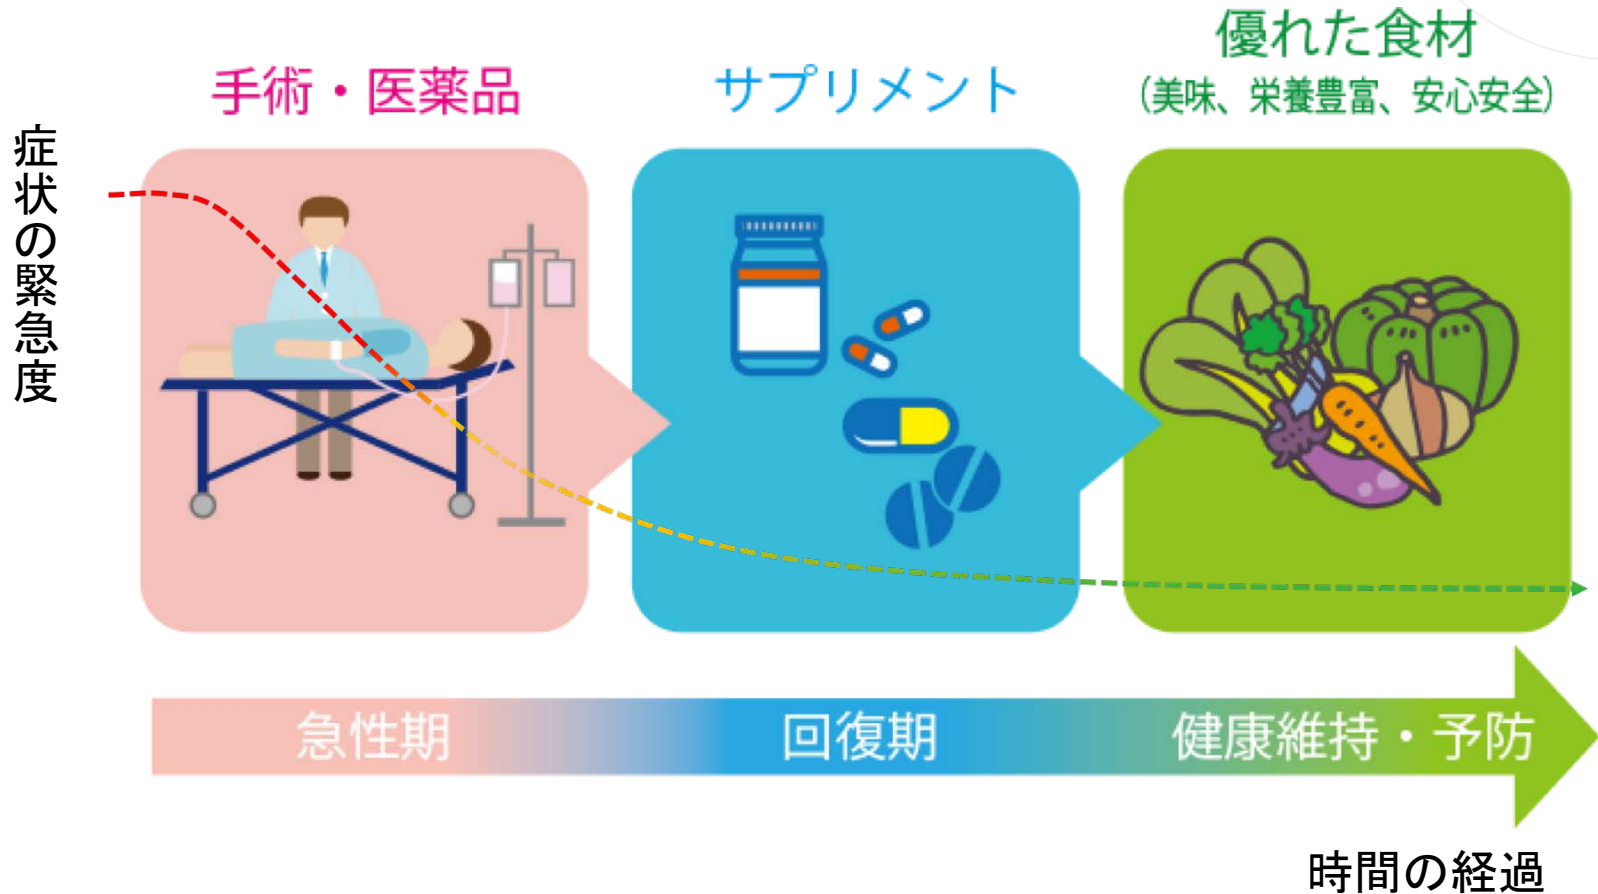 優れた食材
手術・医薬品
サプリメント
（美味、栄養豊富、安心安全）
症状の緊急度
急性期
回復期
健康維持・予防
時間の経過